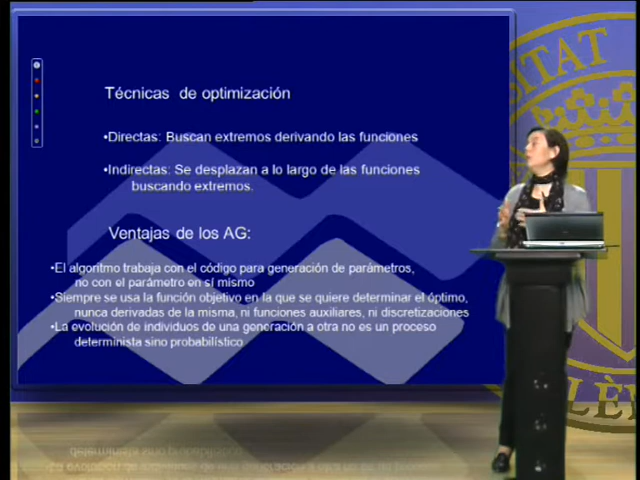 Técnicas de optimización
•Directas: Buscan extremos derivando las funciones
•Indirectas: Se desplazan a lo largo de las funciones
buscando extremos.
Ventajas de los AG:
•El algoritmo trabaja con el código para generación de parámetros,
no con el parámetro en sí mismo
•Siempre se usa la función objetivo en la que se quiere determinar el óptimo,
nunca derivadas de la misma, ni funciones auxiliares, ni discretizaciones
•La evolución de individuos de una generación a otra no es un proceso
determinista sino probabilístico
ITAT